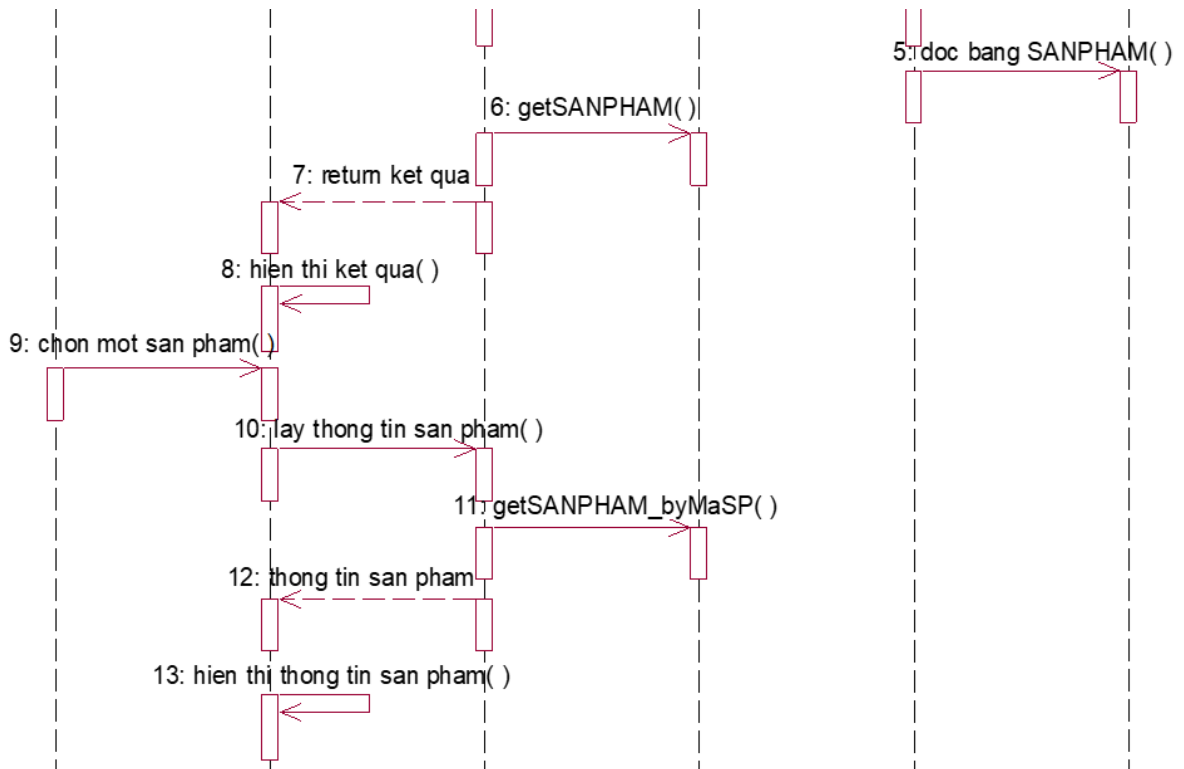 5: doc bang SANPHAM( )
6: getSANPHAM( )
7: return ket qua
8: hien thi ket qua( )
9: chon mot san pham( )
10: lay thong tin san pham( )
11: getSANPHAM_byMaSP( )
12: thong tin san pham
13: hien thi thong tin san pham( )